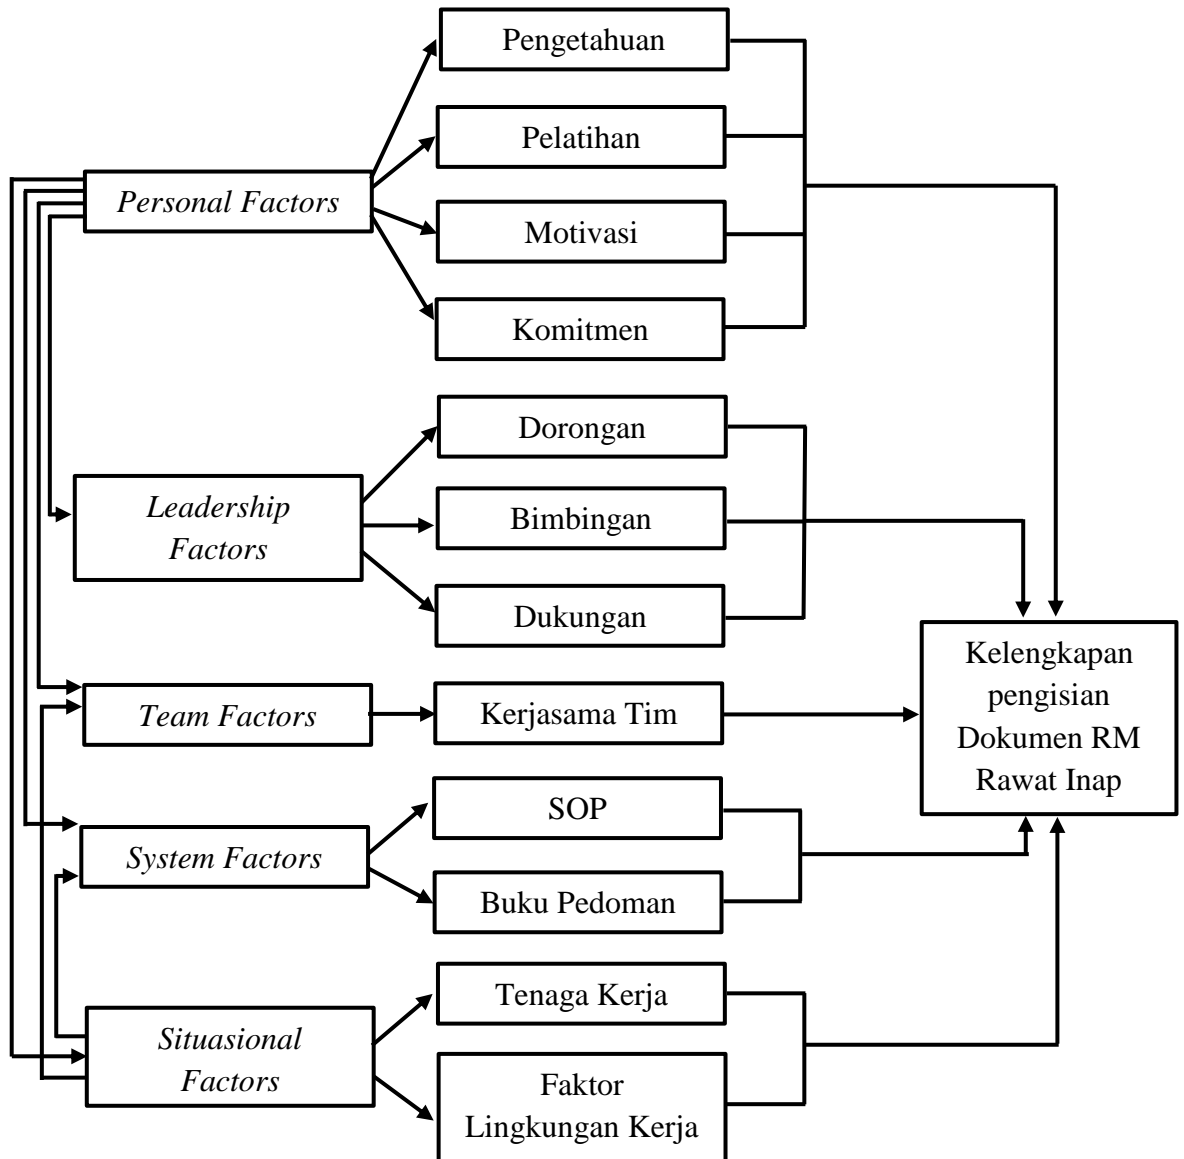 Pengetahuan
Pelatihan
Personal Factors
Motivasi
Komitmen
Dorongan
Leadership
Factors
Bimbingan
Dukungan
Kelengkapan
pengisian
Dokumen RM
Rawat Inap
Team Factors
Kerjasama Tim
SOP
System Factors
Buku Pedoman
Tenaga Kerja
Situasional
Factors
Faktor
Lingkungan Kerja